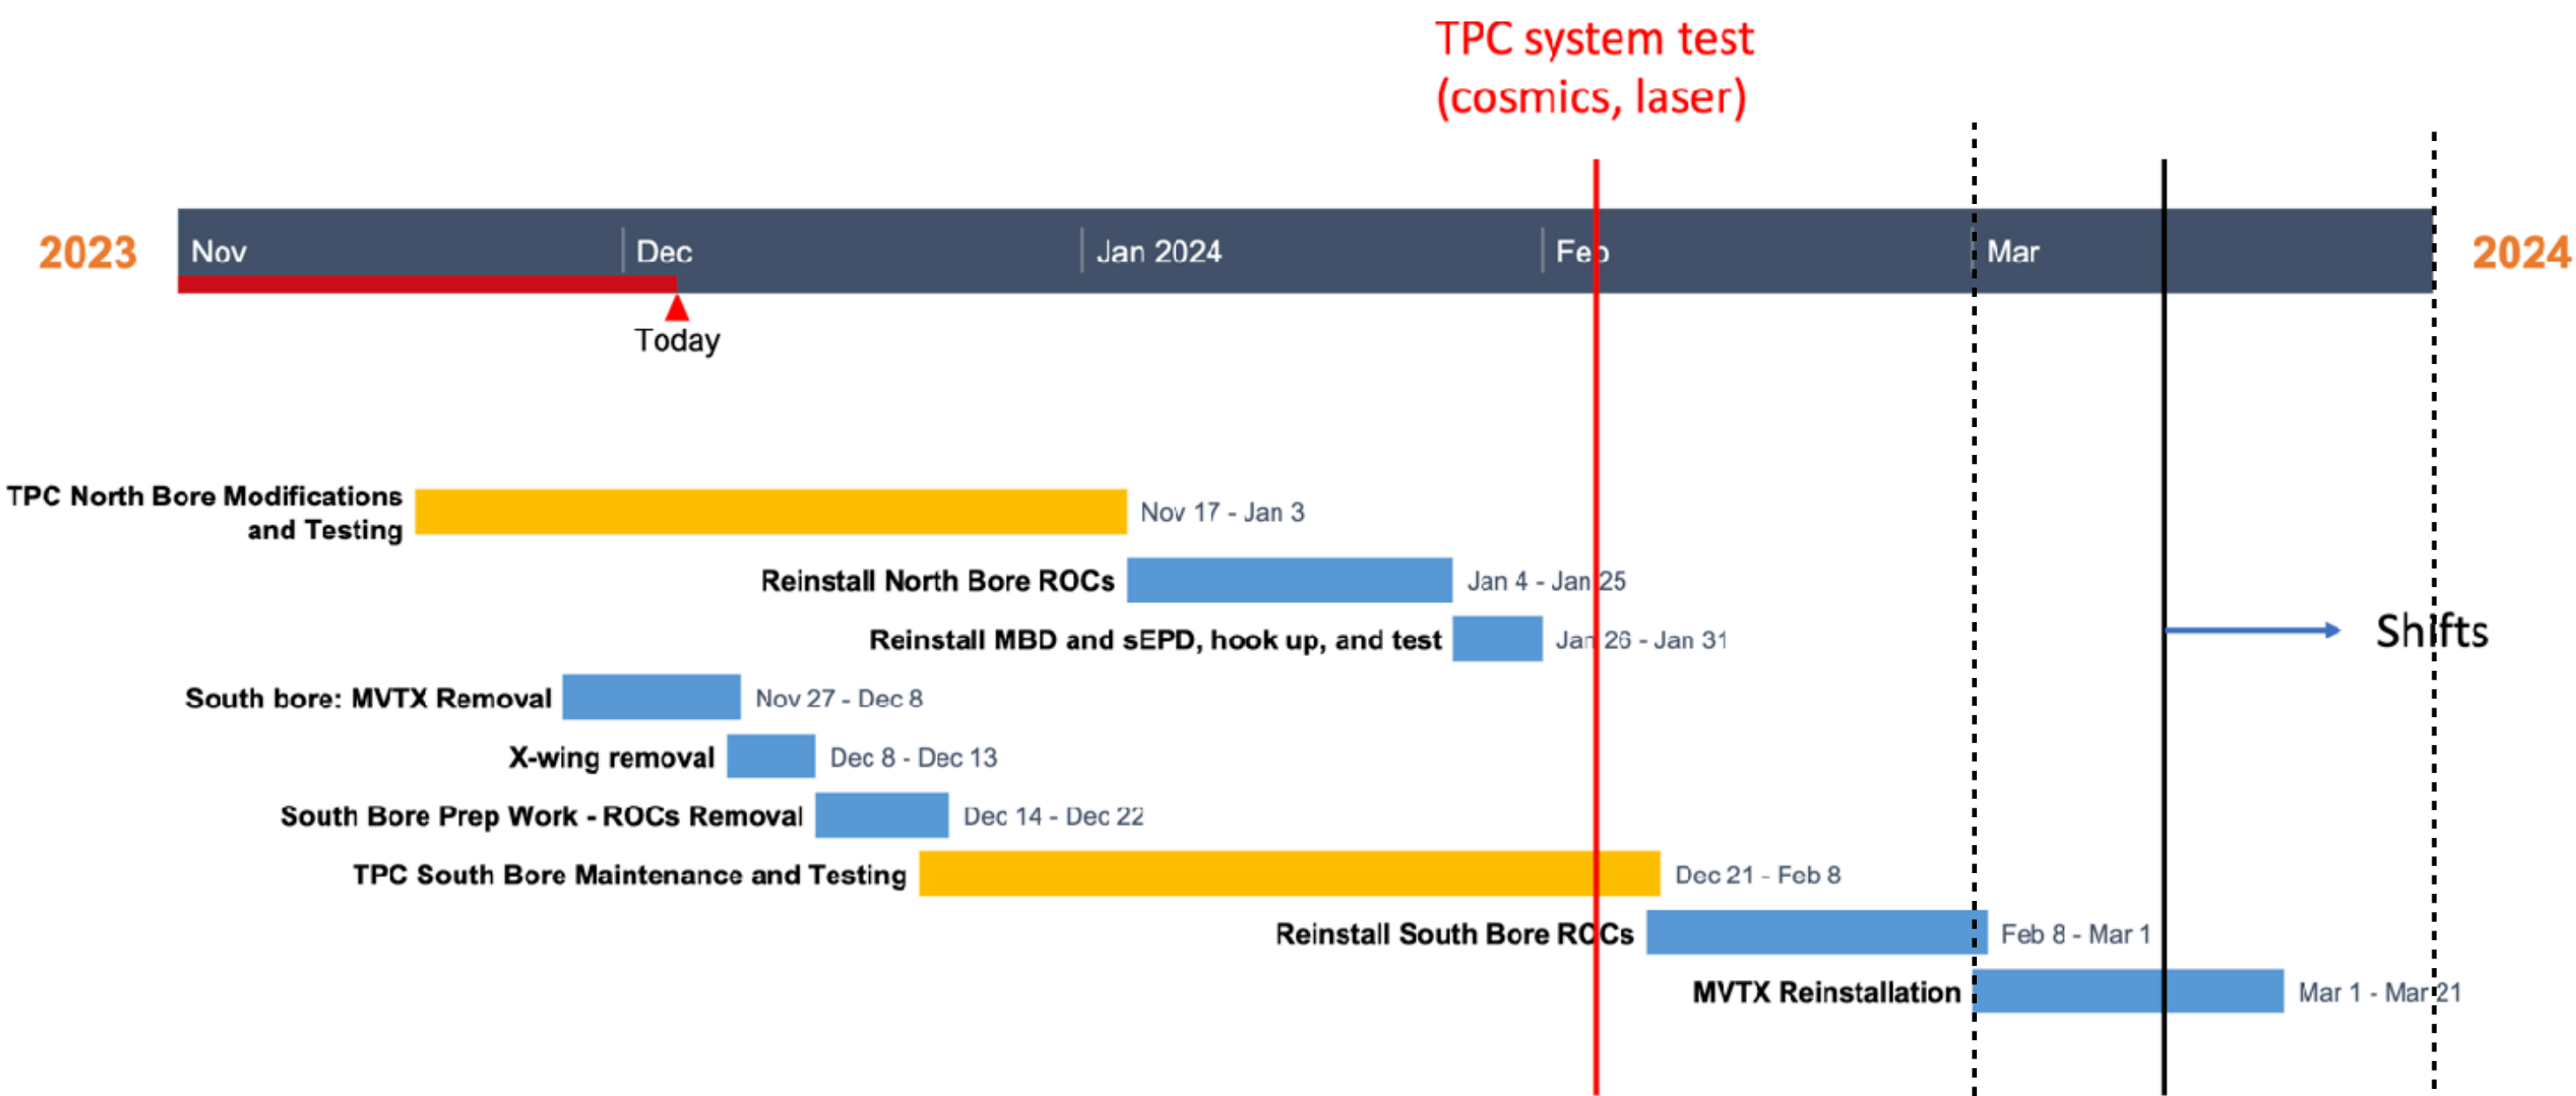 TPC system test
(cosmics, laser)
2023
Nov
Dec
Jan 2024
Feb
Mar
2024
Today
TPC North Bore Modifications
and Testing
Nov 17 - Jan 3
Reinstall North Bore ROCs
Jan 4 - Jan 25
Reinstall MBD and sEPD, hook up, and test
Jan 26 - Jan 31
Shifts
South bore: MVTX Removal
Nov 27 - Dec 8
X-wing removal
Dec 8 - Dec 13
South Bore Prep Work - ROCs Removal
Dec 14 - Dec 22
TPC South Bore Maintenance and Testing
Dec 21 - Feb 8
Reinstall South Bore ROCs
Feb 8 - Mar 1
MVTX Reinstallation
Mar 1 - Mar 21